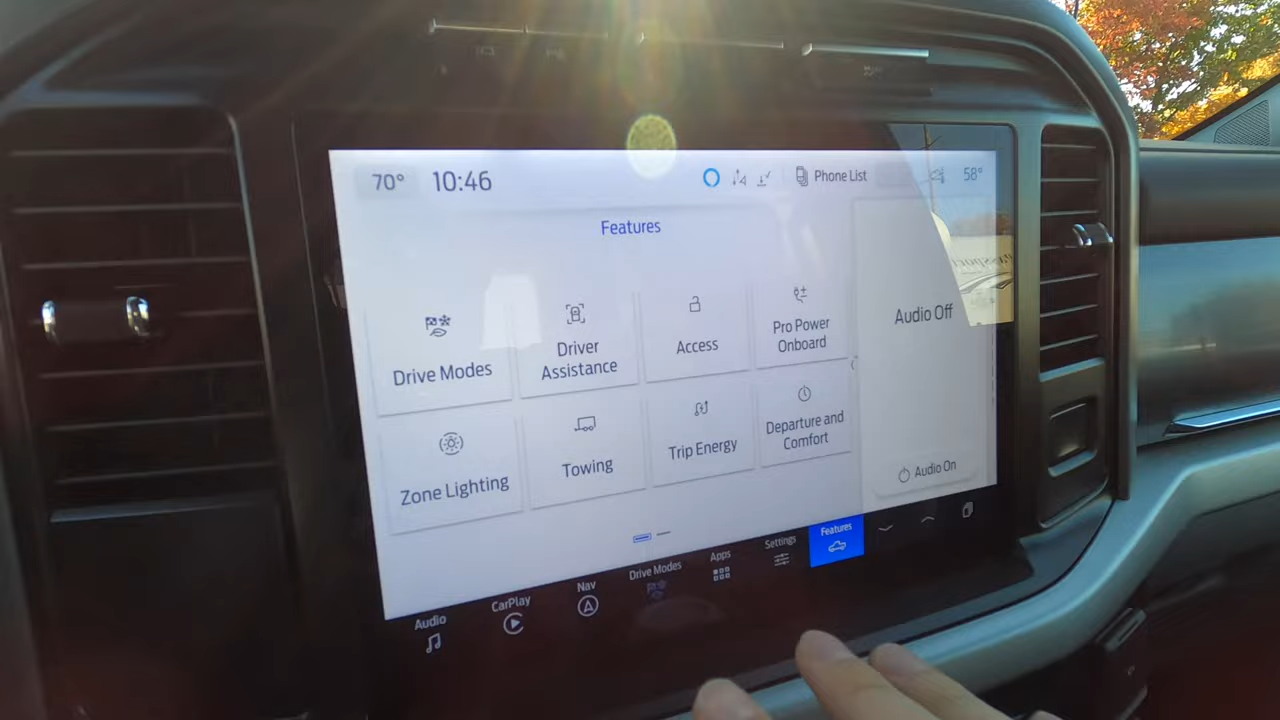 70° 10:46 Phone List 58°
Features
Audio Off
Drive Modes
Driver
Assistance
Access
Pro Power
Onboard
Zone Lighting
Towing
Trip Energy
Departure and
Comfort
Audio On
Audio
CarPlay
Nav
Drive Modes
Apps
Settings
Features